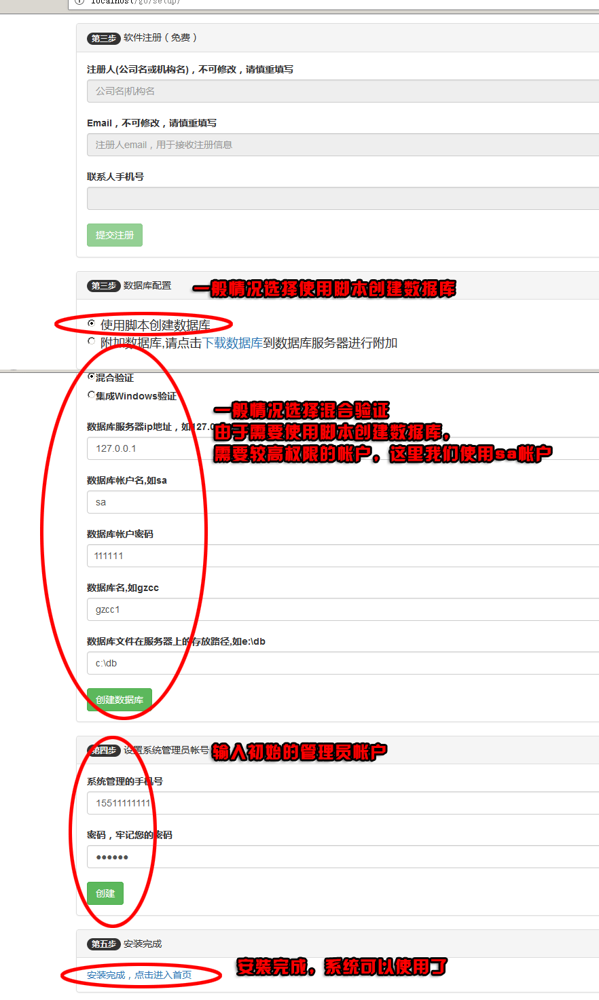 localhost/go/setup/
第三步 软件注册（免费）
注册人(公司名或机构名)，不可修改，请慎重填写
公司名|机构名
Email，不可修改，请慎重填写
注册人email，用于接收注册信息
联系人手机号
提交注册
第三步 数据库配置
一般情况选择使用脚本创建数据库
使用脚本创建数据库
附加数据库,请点击下载数据库到数据库服务器进行附加
混合验证
集成Windows验证
一般情况选择混合验证
由于需要使用脚本创建数据库，
需要较高权限的帐户，这里我们使用sa帐户
数据库服务器ip地址，如127.0
127.0.0.1
数据库帐户名,如sa
sa
数据库帐户密码
111111
数据库名,如gzcc
gzcc1
数据库文件在服务器上的存放路径,如e:\db
c:\db
创建数据库
第四步 设置系统管理员帐号
输入初始的管理员帐户
系统管理的手机号
15511111111
密码，牢记您的密码
●●●●●●
创建
第五步 安装完成
安装完成，点击进入首页
安装完成，系统可以使用了